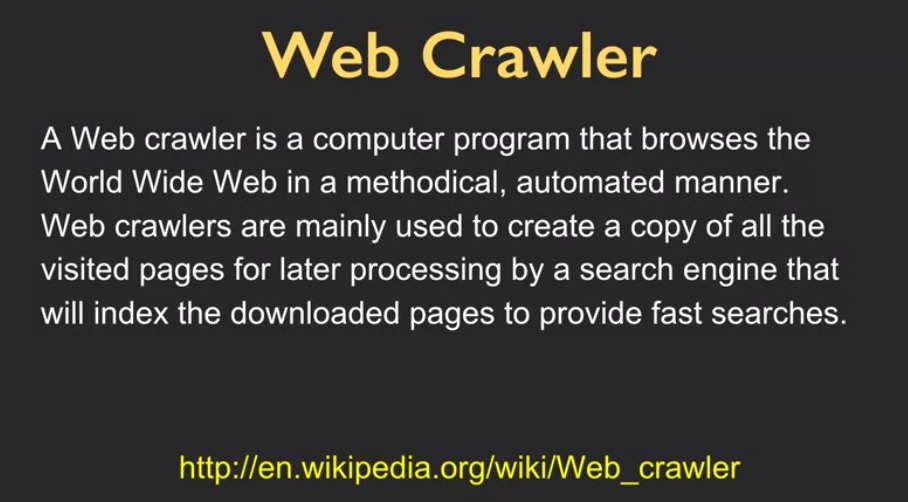 Web Crawler
A Web crawler is a computer program that browses the
World Wide Web in a methodical, automated manner.
Web crawlers are mainly used to create a copy of all the
visited pages for later processing by a search engine that
will index the downloaded pages to provide fast searches.
http://en.wikipedia.org/wiki/Web_crawler